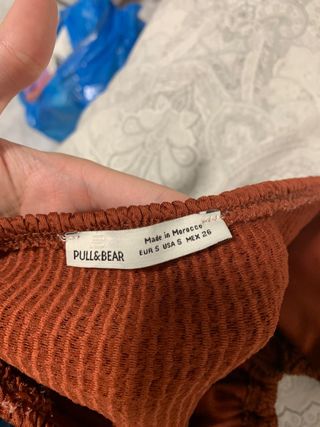 PULL&BEAR
Made in Morocco
EUR S USA S MEX 26